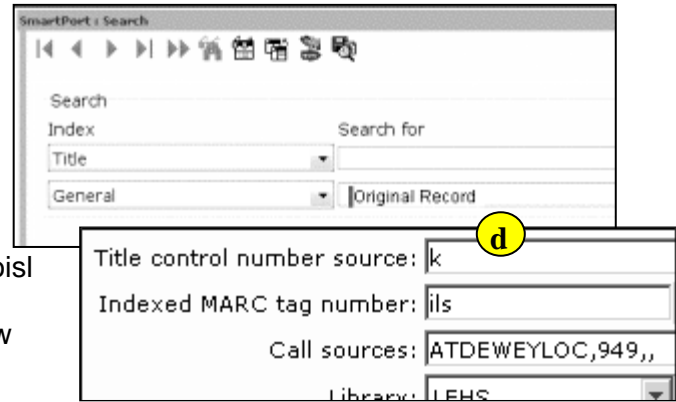 SmartPort : Search
Search
Index Search for
Title
General Original Record
d
Title control number source: k
oisl
Indexed MARC tag number: ils
w
Call sources: ATDEWEYLOC,949,,
Library: LEHS